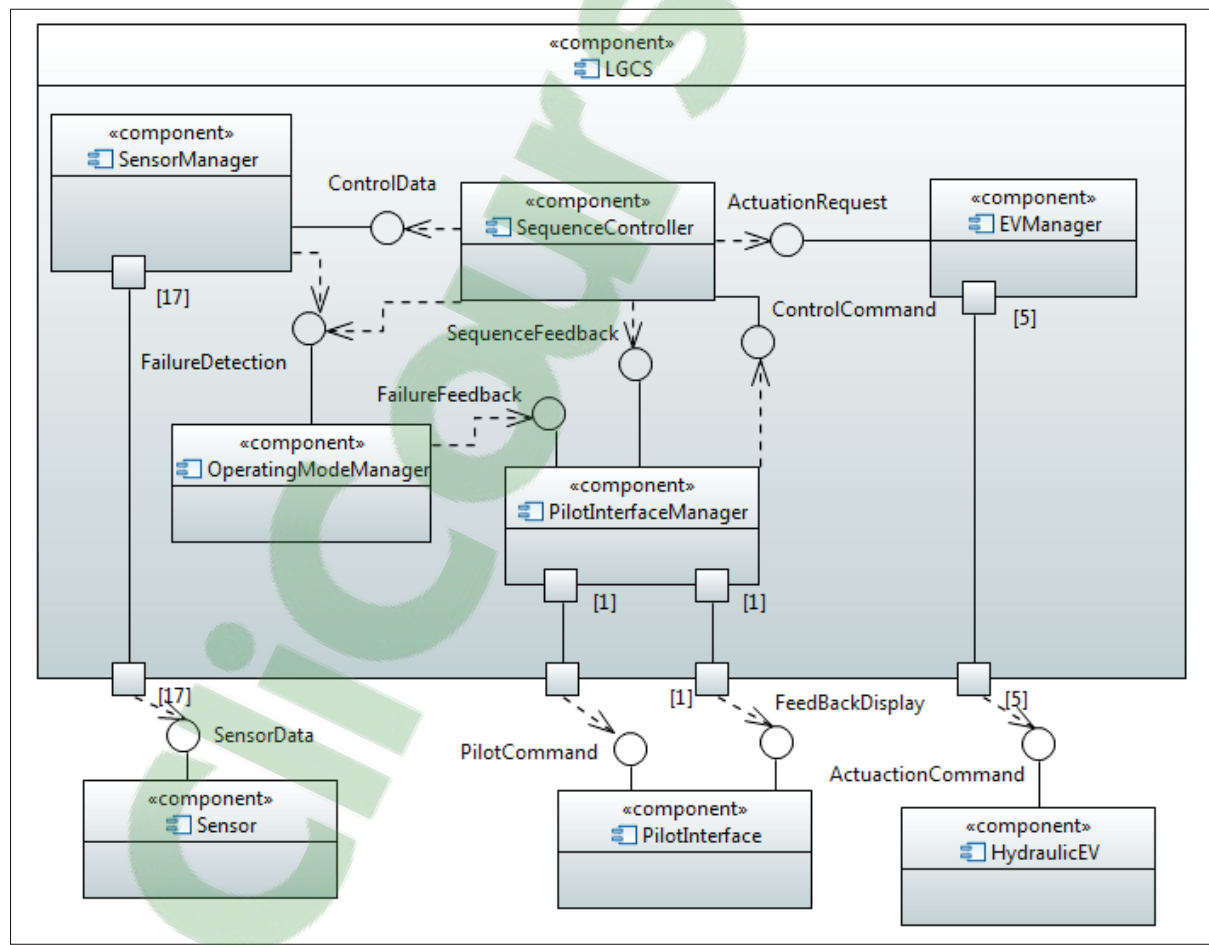 «component»
LGCS
«component»
SensorManager
ControlData
«component»
SequenceController
ActuationRequest
«component»
EVManager
[17]
[5]
ControlCommand
SequenceFeedback
FailureDetection
FailureFeedback
«component»
OperatingModeManager
«component»
PilotInterfaceManager
[1]
[1]
[17]
[1]
[5]
SensorData
PilotCommand
FeedBackDisplay
ActuactionCommand
«component»
Sensor
«component»
PilotInterface
«component»
HydraulicEV
CliCours